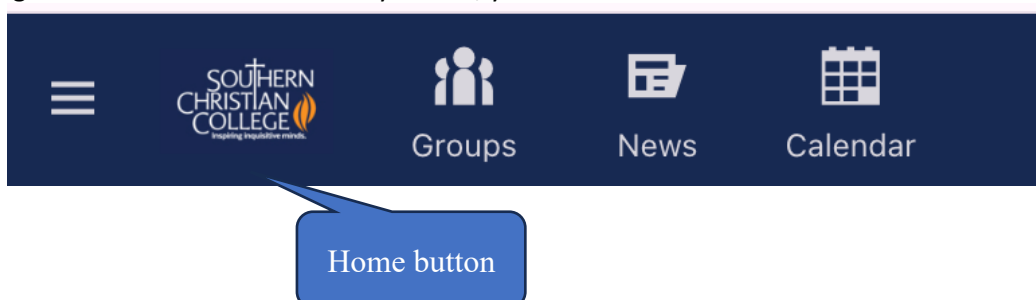 SOUTHERN
CHRISTIAN
COLLEGE
Inspiring inquisitive minds.
Groups
News
Calendar
Home button